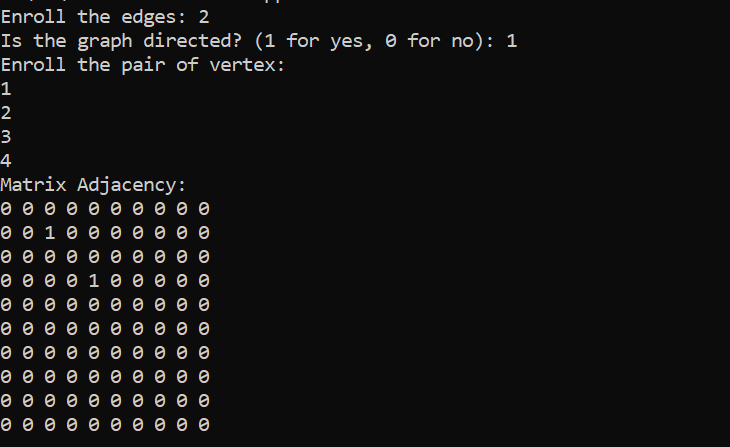 Enroll the edges: 2
Is the graph directed? (1 for yes, 0 for no): 1
Enroll the pair of vertex:
1
2
3
4
Matrix Adjacency:
0 0 0 0 0 0 0 0 0 0
0 0 1 0 0 0 0 0 0 0
0 0 0 0 0 0 0 0 0 0
0 0 0 0 1 0 0 0 0 0
0 0 0 0 0 0 0 0 0 0
0 0 0 0 0 0 0 0 0 0
0 0 0 0 0 0 0 0 0 0
0 0 0 0 0 0 0 0 0 0
0 0 0 0 0 0 0 0 0 0
0 0 0 0 0 0 0 0 0 0